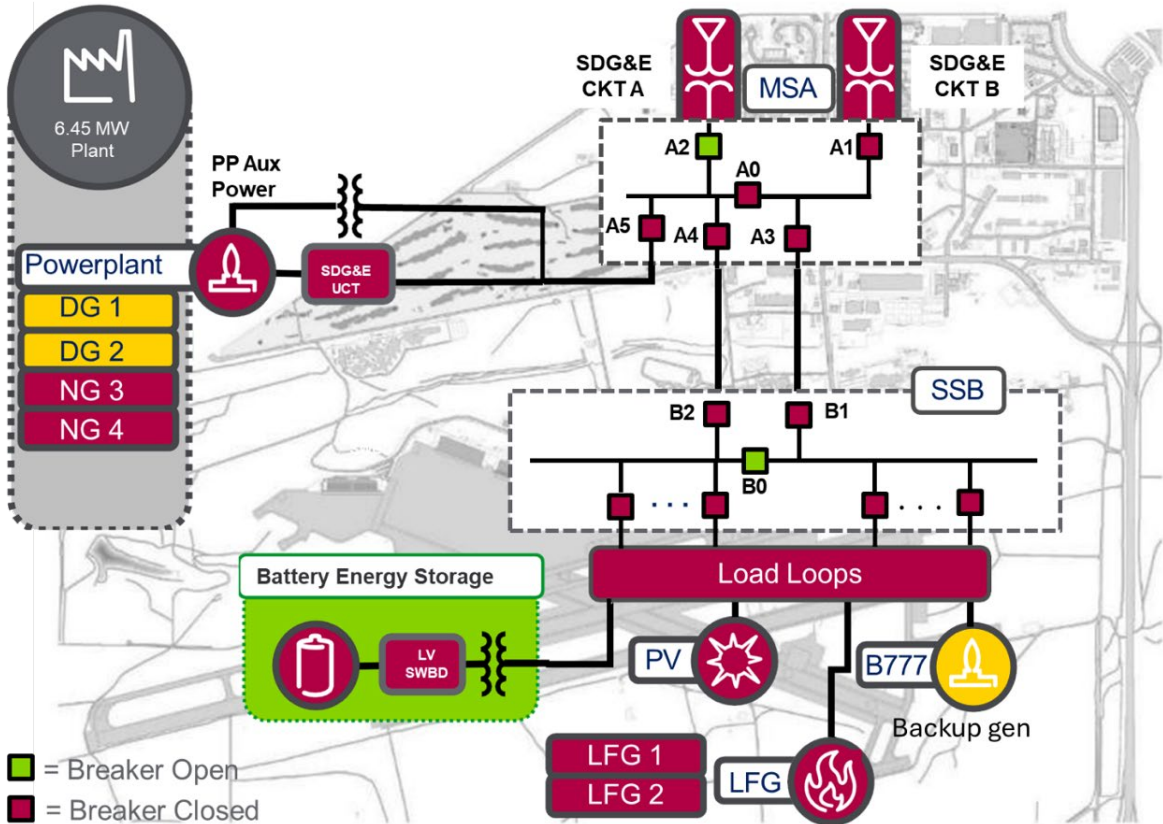 6.45 MW
Plant
PP Aux
Power
Powerplant
DG 1
DG 2
NG 3
NG 4
SDG&E
UCT
SDG&E
CKT A
MSA
SDG&E
CKT B
A2
A1
A0
A5
A4
A3
SSB
B2
B1
B0
. . .
. . .
Load Loops
Battery Energy Storage
LV
SWBD
PV
B777
Backup gen
LFG 1
LFG 2
LFG
= Breaker Open
= Breaker Closed